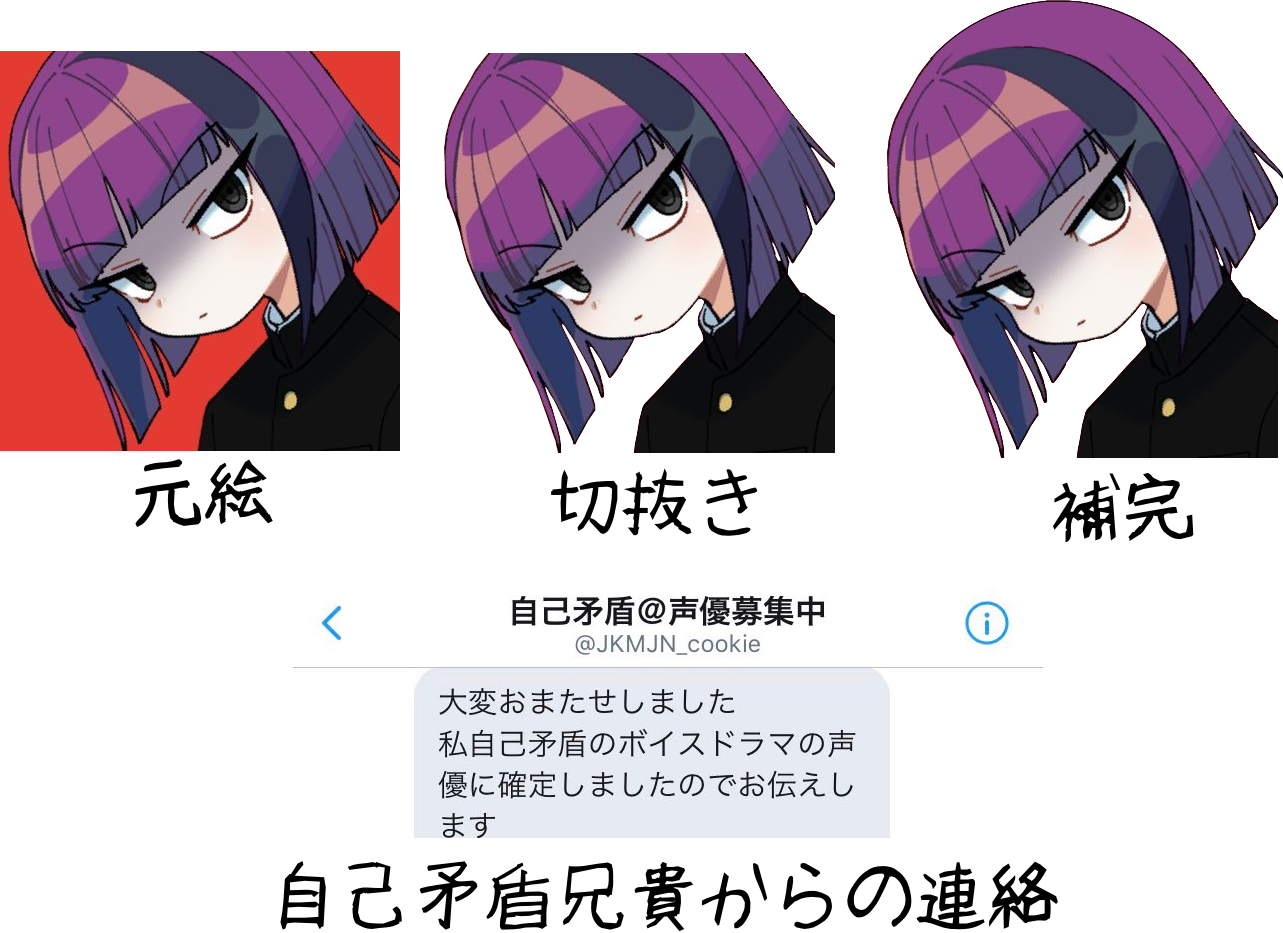 元絵
切抜き
補完
自己矛盾@声優募集中
@JKMJN_cookie
大変おまたせしました
私自己矛盾のボイスドラマの声
優に確定しましたのでお伝えし
ます
自己矛盾兄貴からの連絡